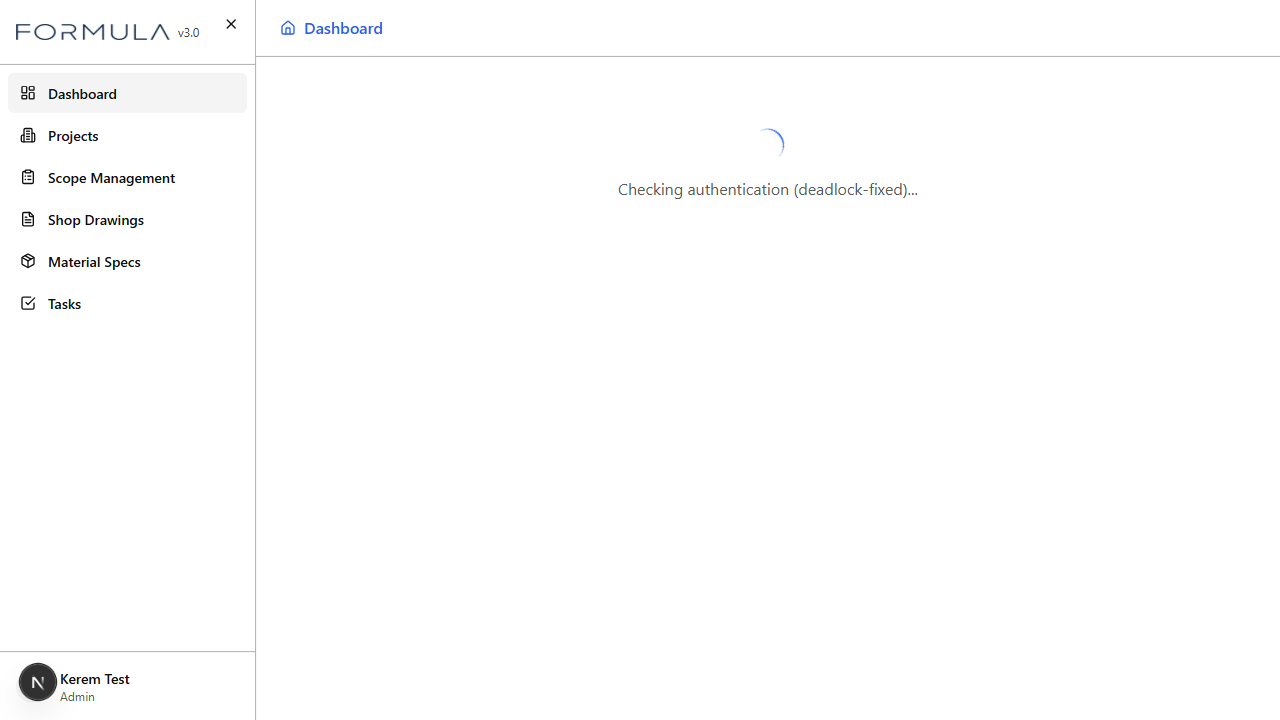 FORMULA v3.0
Dashboard
Dashboard
Projects
Scope Management
Shop Drawings
Material Specs
Tasks
Checking authentication (deadlock-fixed)...
N
Kerem Test
Admin